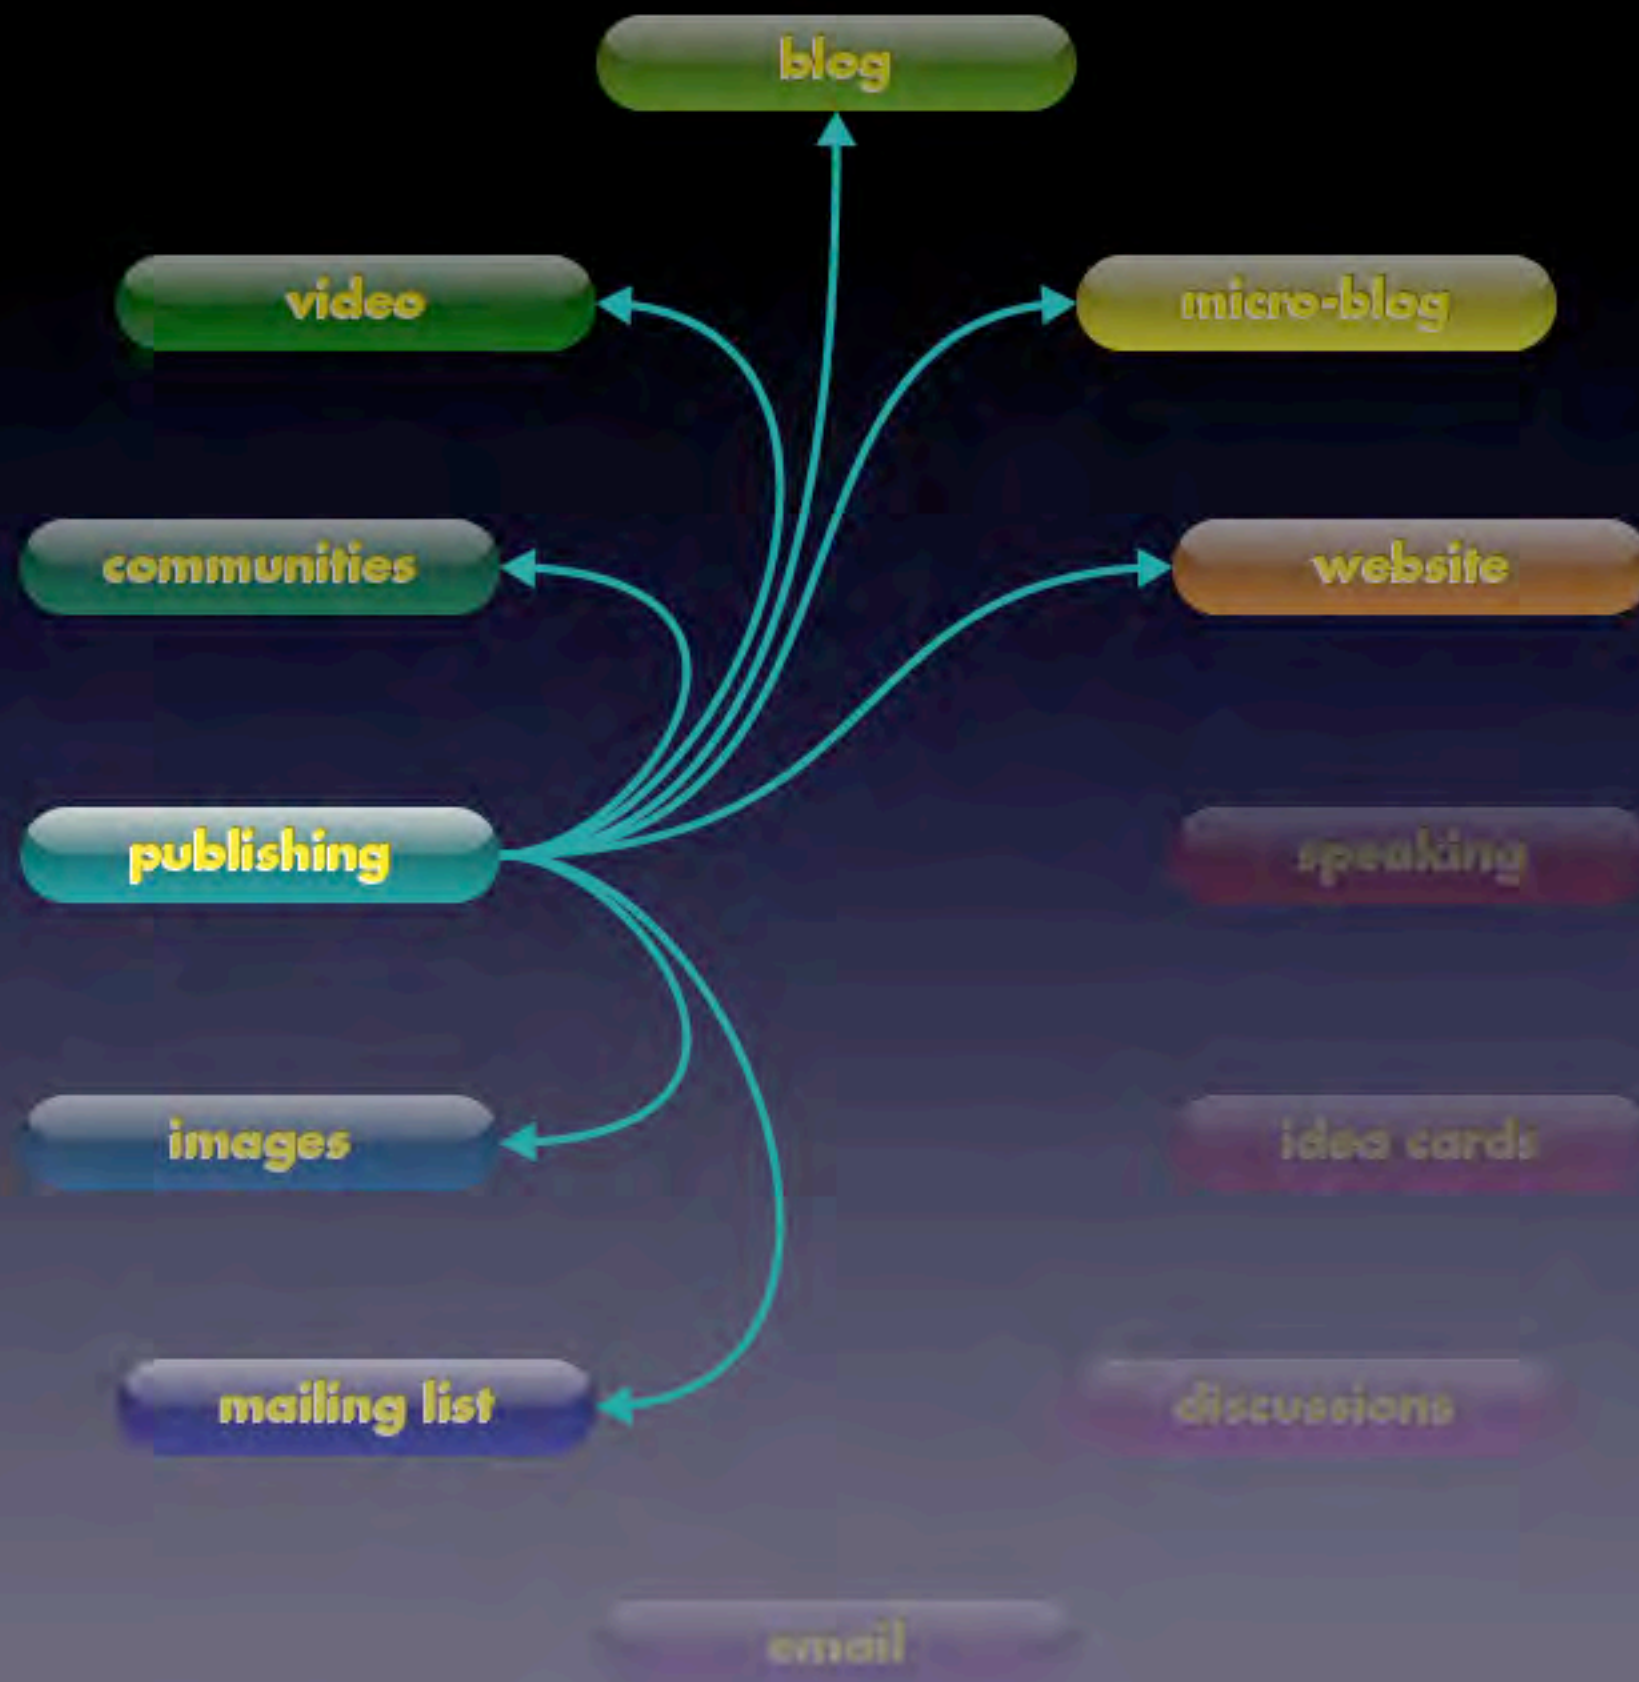 blog
video
micro-blog
communities
website
publishing
speaking
images
idea cards
mailing list
discussions
email